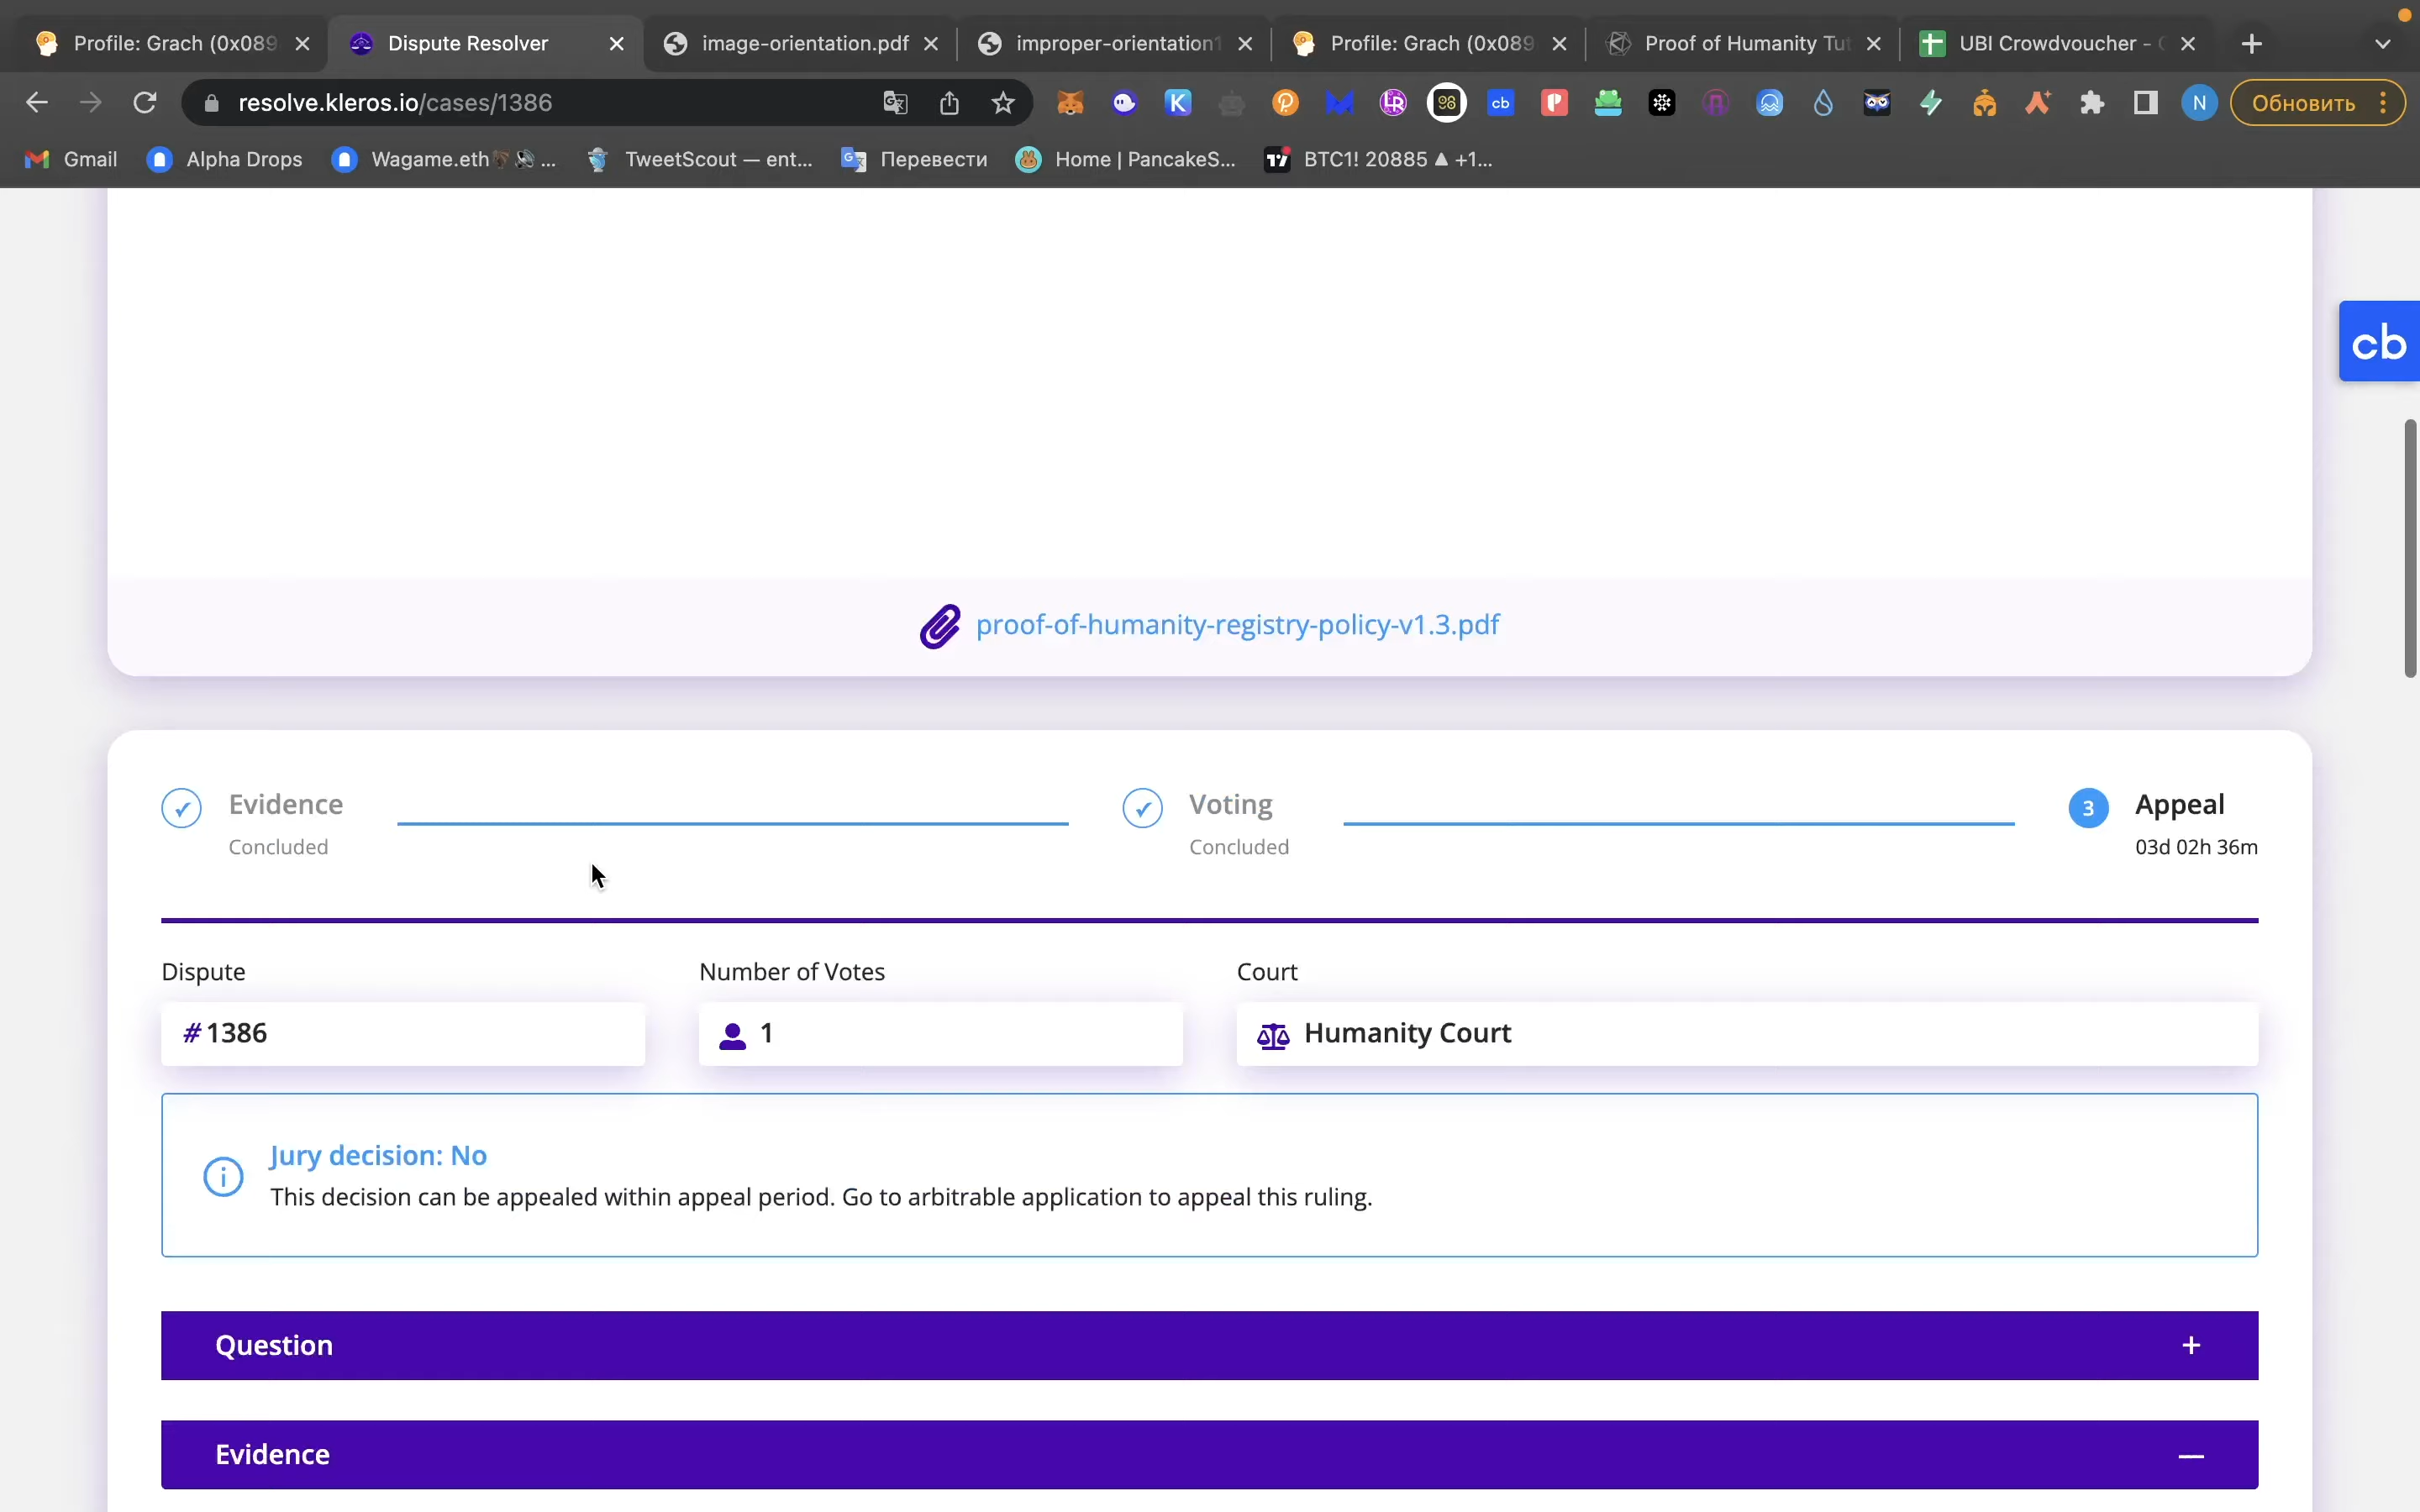 Profile: Grach (0x089
Dispute Resolver
image-orientation.pdf
improper-orientation1
Profile: Grach (0x089
Proof of Humanity Tut
UBI Crowdvoucher -
resolve.kleros.io/cases/1386
N
Обновить
Gmail
Alpha Drops
Wagame.eth ...
TweetScout — ent...
Перевести
Home | PancakeS...
BTC1! 20885 ▲ +1...
cb
proof-of-humanity-registry-policy-v1.3.pdf
Evidence
Concluded
Voting
Concluded
3
Appeal
03d 02h 36m
Dispute
Number of Votes
Court
#1386
1
Humanity Court
Jury decision: No
This decision can be appealed within appeal period. Go to arbitrable application to appeal this ruling.
Question
+
Evidence
—